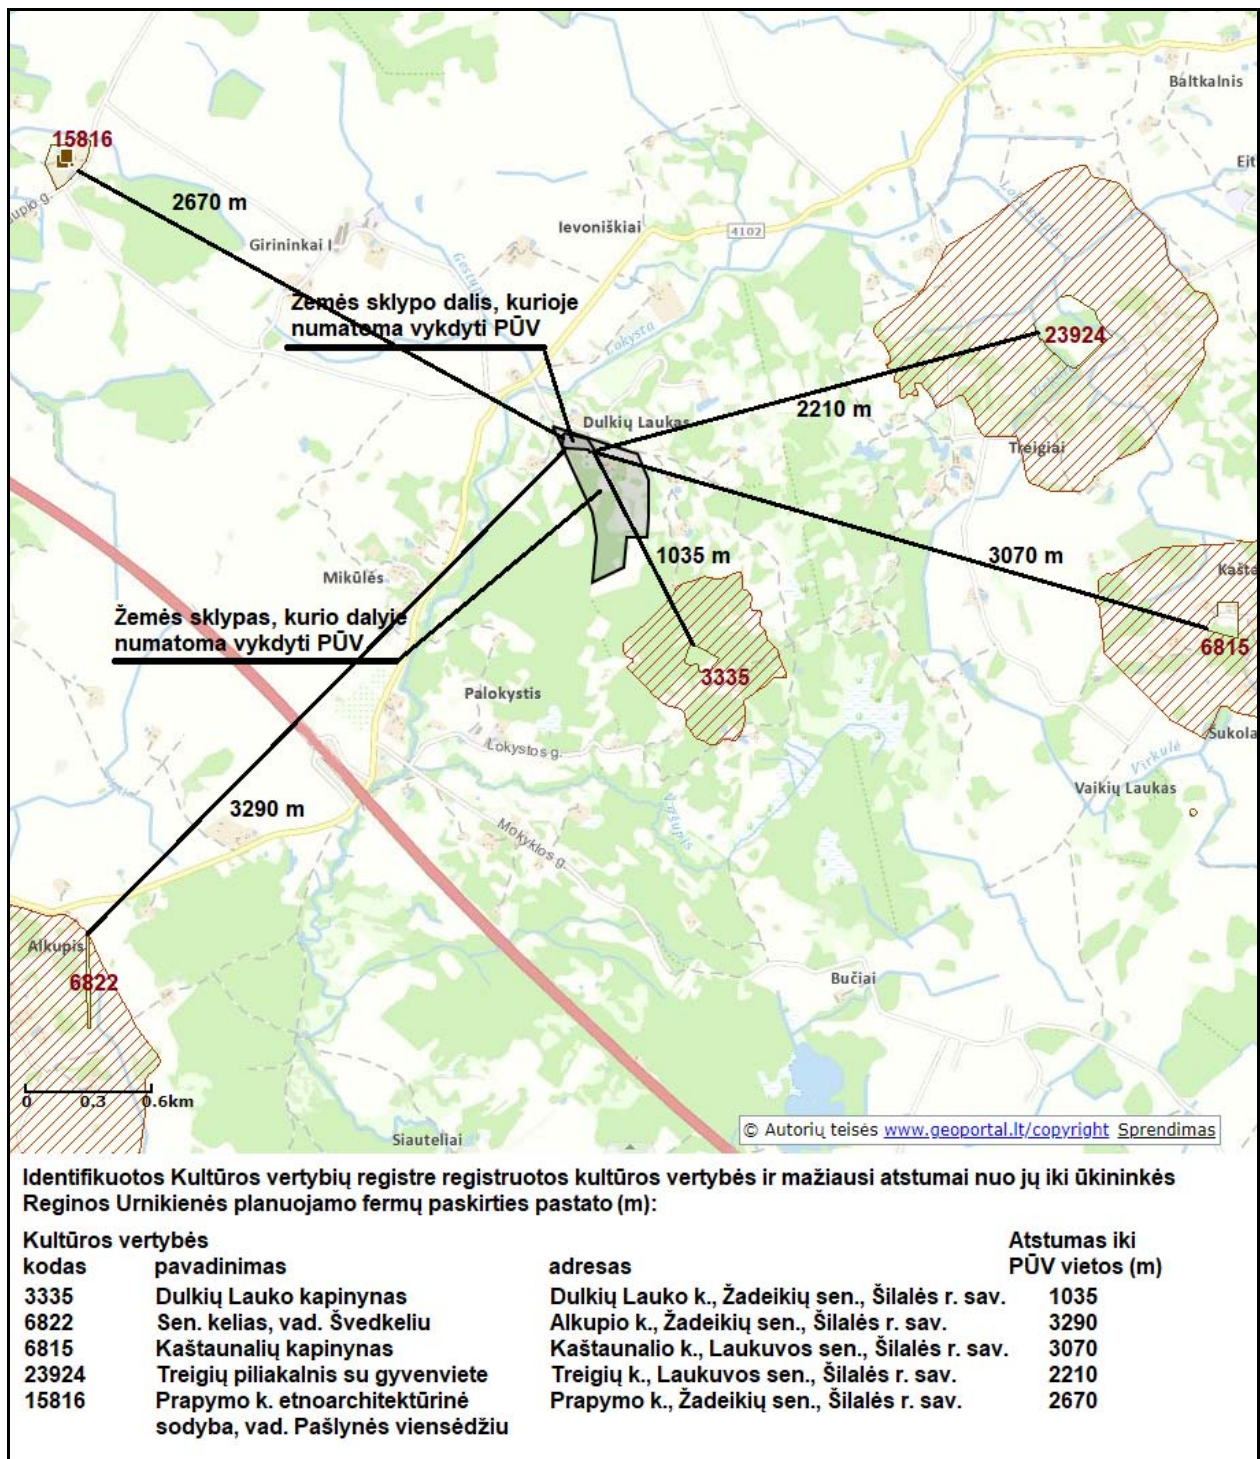 Baltkalnis
15816
Eit
upio g.
2670 m
Ievoniškiai
4102
Girininkai I
Lokysta
Žemės sklypo dalis, kurioje
numatoma vykdyti PŪV
23924
2210 m
Dulkių Laukas
Treigiai
1035 m
3070 m
Mikūlės
Kašta
Žemės sklypas, kurio dalyje
numatoma vykdyti PŪV
6815
3335
Palokystis
Lokystos g.
Šukola
Virkulė
Vaikių Laukas
3290 m
Vašupis
Mokyklos g.
Alkupis
6822
Bučiai
0 0.3 0.6km
Siauteliai
© Autorių teisės www.geoportal.lt/copyright Sprendimas
Identifikuotos Kultūros vertybių registre registruotos kultūros vertybės ir mažiausi atstumai nuo jų iki ūkininkės
Reginos Urnikienės planuojamo fermų paskirties pastato (m):
Kultūros vertybės Atstumas iki
kodas pavadinimas adresas PŪV vietos (m)
3335 Dulkių Lauko kapinynas Dulkių Lauko k., Žadeikių sen., Šilalės r. sav. 1035
6822 Sen. kelias, vad. Švedkeliu Alkupio k., Žadeikių sen., Šilalės r. sav. 3290
6815 Kaštaunalių kapinynas Kaštaunalio k., Laukuvos sen., Šilalės r. sav. 3070
23924 Treigių piliakalnis su gyvenviete Treigių k., Laukuvos sen., Šilalės r. sav. 2210
15816 Prapymo k. etnoarchitektūrinė Prapymo k., Žadeikių sen., Šilalės r. sav. 2670
sodyba, vad. Pašlynės viensėdžiu